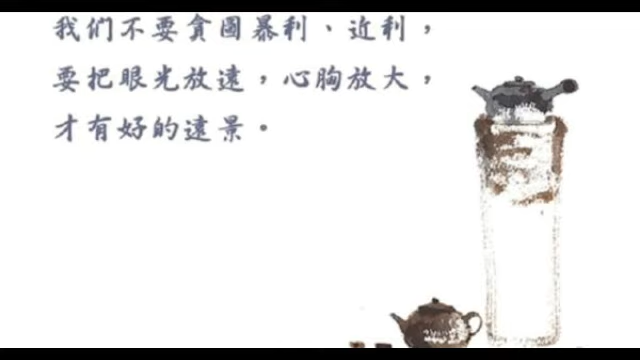 我们不要貪圖暴利、近利，
要把眼光放遠，心胸放大，
才有好的遠景。